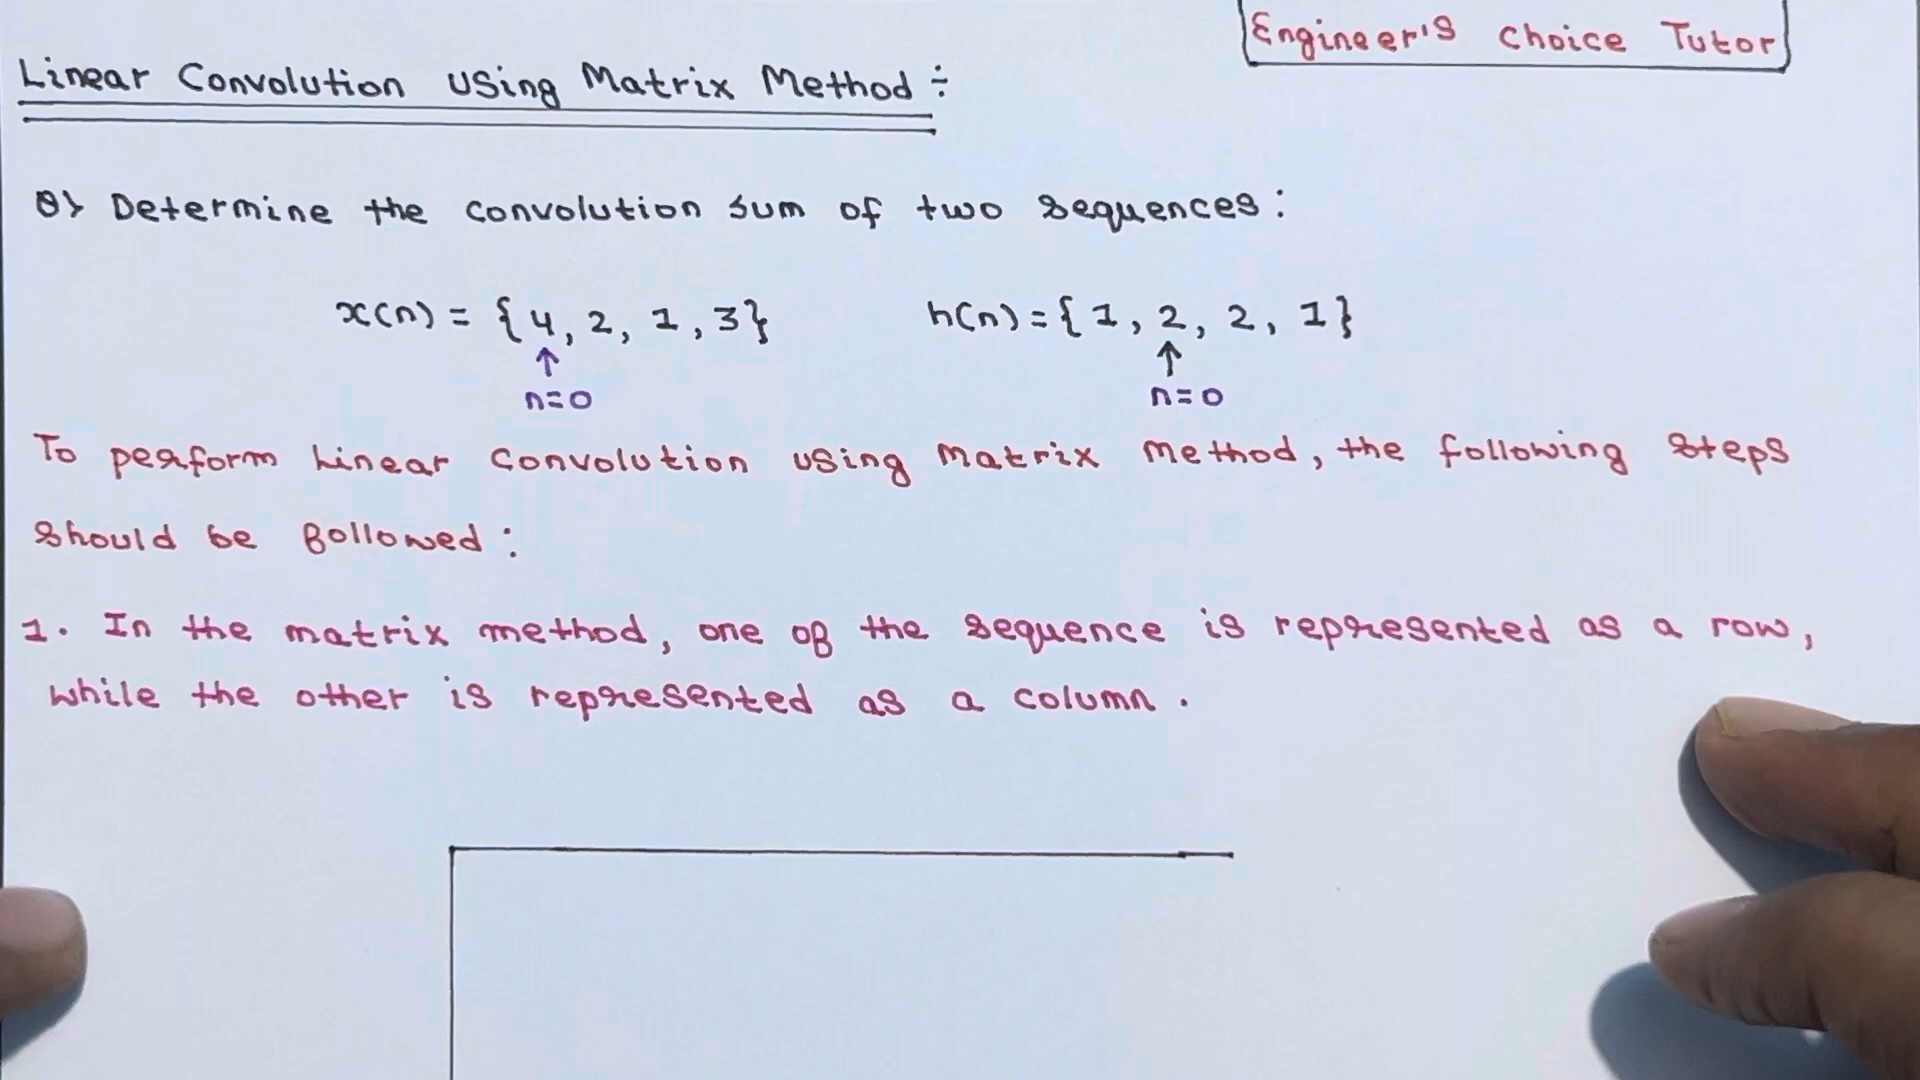 Engineer's Choice Tutor
Linear Convolution Using Matrix Method ÷
Q) Determine the convolution sum of two sequences:
x(n) = {4, 2, 1, 3}    h(n) = {1, 2, 2, 1}
↑    ↑
n=0    n=0
To perform Linear Convolution using Matrix Method, the following steps
should be followed:
1. In the matrix method, one of the sequence is represented as a row,
while the other is represented as a column.